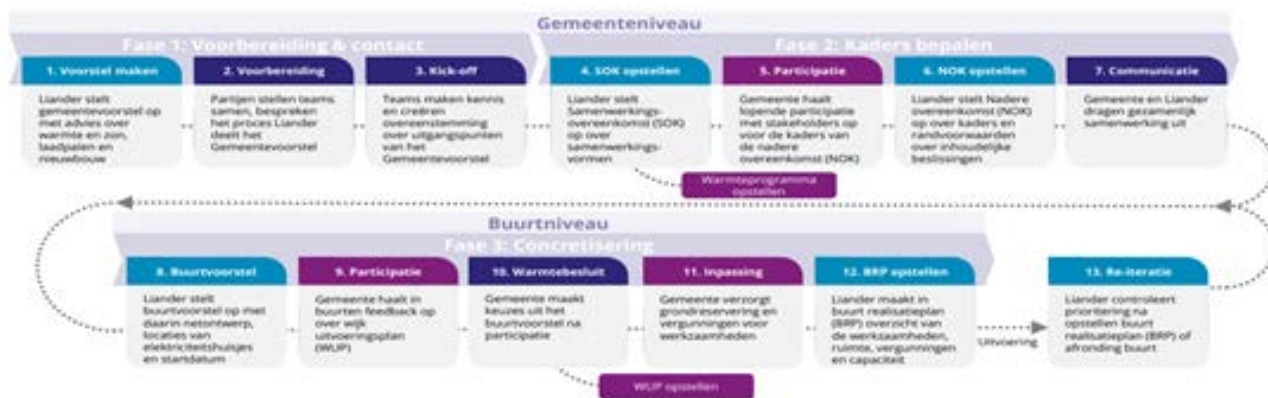 Gemeenteniveau
Fase 1: Voorbereiding & contact
Fase 2: Kaders bepalen
1. Voorstel maken
Liander stelt
gemeentevoorstel op
met advies over
warmte en zon,
laadpalen en
nieuwbouw
2. Voorbereiding
Partijen stellen teams
samen, bespreken
het proces Liander
deelt het
Gemeentevoorstel
3. Kick-off
Teams maken kennis
en creëren
overeenstemming
over uitgangspunten
van het
Gemeentevoorstel
4. SOK opstellen
Liander stelt
Samenwerkings-
overeenkomst (SOK)
op over
samenwerkings-
vormen
5. Participatie
Gemeente haalt
lopende participatie
met stakeholders op
voor de kaders van
de nadere
overeenkomst (NOK)
6. NOK opstellen
Liander stelt Nadere
overeenkomst (NOK)
op over kaders en
randvoorwaarden
over inhoudelijke
beslissingen
7. Communicatie
Gemeente en Liander
dragen gezamenlijk
samenwerking uit
Warmteprogramma
opstellen
Buurtniveau
Fase 3: Concretisering
8. Buurtvoorstel
Liander stelt
buurtvoorstel op met
daarin netontwerp,
locaties van
elektriciteitshuisjes
en startdatum
9. Participatie
Gemeente haalt in
buurten feedback op
over wijk
uitvoeringsplan
(WUP)
10. Warmtebesluit
Gemeente maakt
keuzes uit het
buurtvoorstel na
participatie
11. Inpassing
Gemeente verzorgt
grondreservering en
vergunningen voor
werkzaamheden
12. BRP opstellen
Liander maakt in
buurt realisatieplan
(BRP) overzicht van
de werkzaamheden,
ruimte, vergunningen
en capaciteit
Uitvoering
13. Re-iteratie
Liander controleert
prioritering na
opstellen buurt
realisatieplan (BRP) of
afronding buurt
WUP opstellen